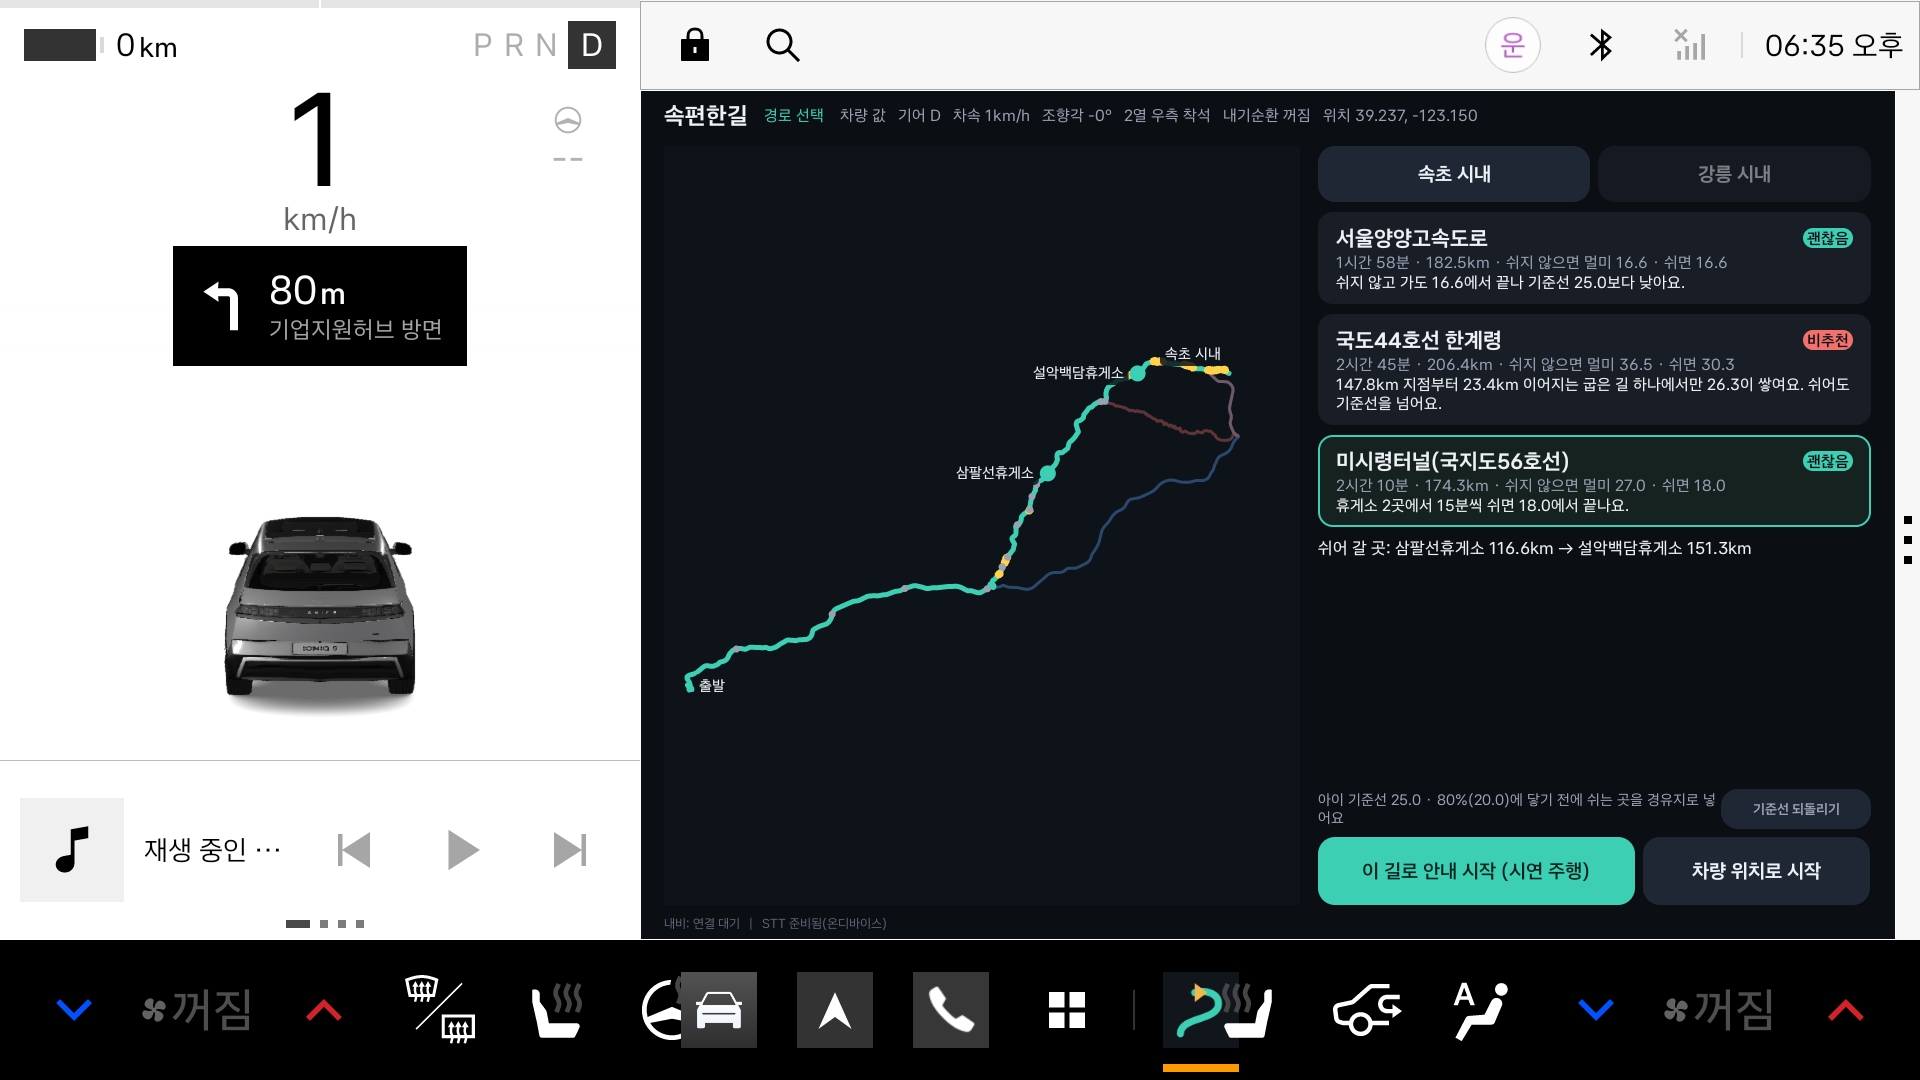 0 km
P R N D
06:35 오후
운
1
km/h
--
80 m
기업지원허브 방면
재생 중인 …
속편한길 경로 선택 차량 값 기어 D 차속 1km/h 조향각 -0° 2열 우측 착석 내기순환 꺼짐 위치 39.237, -123.150
속초 시내
설악백담휴게소
삼팔선휴게소
출발
속초 시내
강릉 시내
서울양양고속도로 괜찮음
1시간 58분 · 182.5km · 쉬지 않으면 멀미 16.6 · 쉬면 16.6
쉬지 않고 가도 16.6에서 끝나 기준선 25.0보다 낮아요.
국도44호선 한계령 비추천
2시간 45분 · 206.4km · 쉬지 않으면 멀미 36.5 · 쉬면 30.3
147.8km 지점부터 23.4km 이어지는 굽은 길 하나에서만 26.3이 쌓여요. 쉬어도
기준선을 넘어요.
미시령터널(국지도56호선) 괜찮음
2시간 10분 · 174.3km · 쉬지 않으면 멀미 27.0 · 쉬면 18.0
휴게소 2곳에서 15분씩 쉬면 18.0에서 끝나요.
쉬어 갈 곳: 삼팔선휴게소 116.6km → 설악백담휴게소 151.3km
아이 기준선 25.0 · 80%(20.0)에 닿기 전에 쉬는 곳을 경유지로 넣
어요
기준선 되돌리기
이 길로 안내 시작 (시연 주행)
차량 위치로 시작
내비: 연결 대기 | STT 준비됨(온디바이스)
꺼짐
A
꺼짐